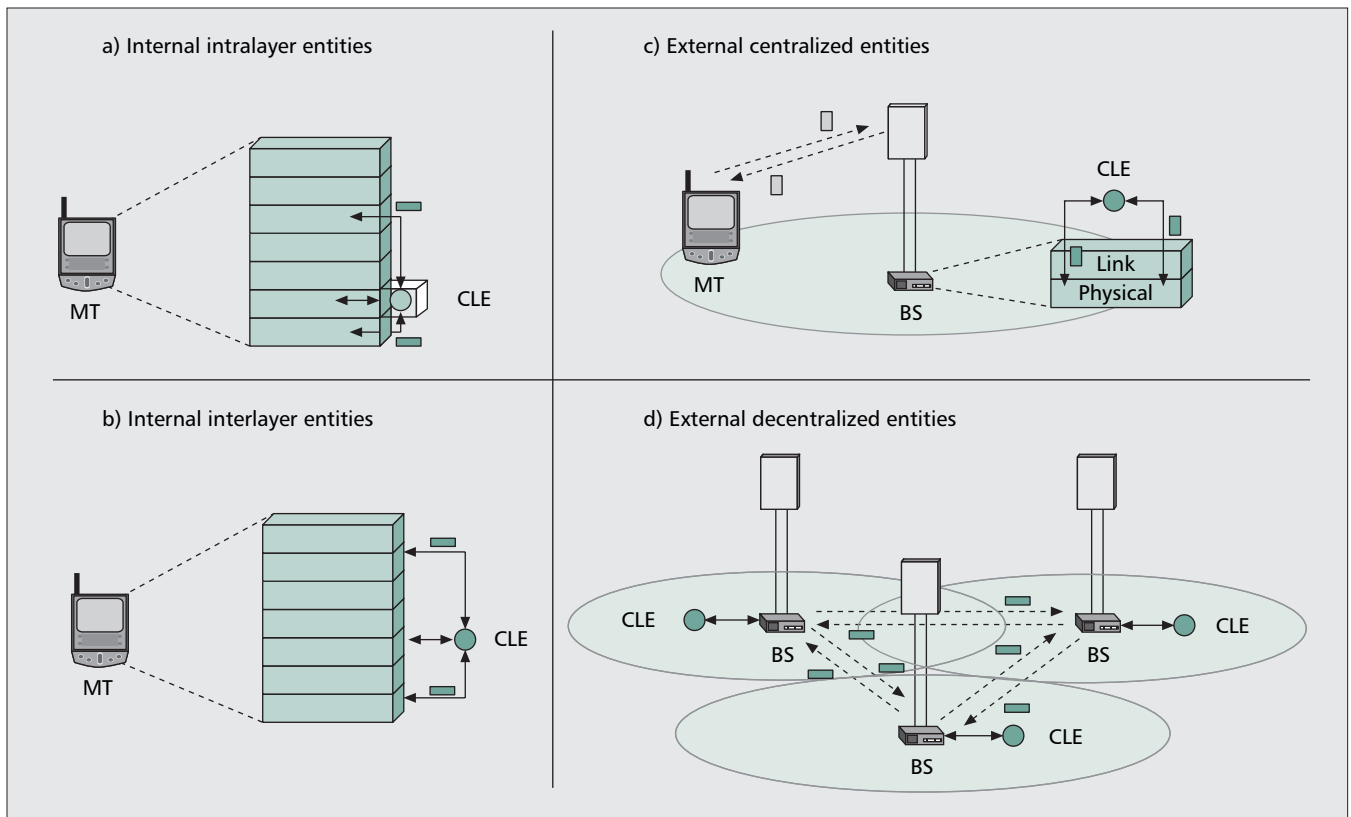 a) Internal intralayer entities
MT
CLE
c) External centralized entities
MT
BS
CLE
Link
Physical
b) Internal interlayer entities
MT
CLE
d) External decentralized entities
CLE
BS
BS
CLE
BS
CLE